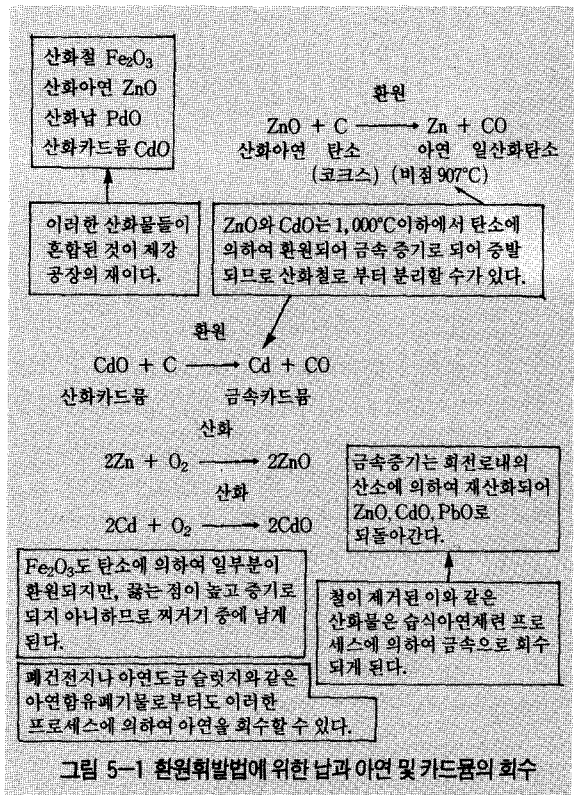 산화철 Fe₂O₃
산화아연 ZnO
산화납 PdO
산화카드뮴 CdO
이러한 산화물들이
혼합된 것이 제강
공장의 재이다.
환원
ZnO + C ⟶ Zn + CO
산화아연 탄소 아연 일산화탄소
(코크스) (비점 907°C)
ZnO와 CdO는 1,000°C이하에서 탄소에
의하여 환원되어 금속 증기로 되어 증발
되므로 산화철로 부터 분리할 수가 있다.
환원
CdO + C ⟶ Cd + CO
산화카드뮴 금속카드뮴
산화
2Zn + O₂ ⟶ 2ZnO
산화
2Cd + O₂ ⟶ 2CdO
금속증기는 회전로내의
산소에 의하여 재산화되어
ZnO, CdO, PbO로
되돌아간다.
Fe₂O₃도 탄소에 의하여 일부분이
환원되지만, 끓는 점이 높고 증기로
되지 아니하므로 찌거기 중에 남게
된다.
철이 제거된 이와 같은
산화물은 습식아연제련 프로
세스에 의하여 금속으로 회수
되게 된다.
폐건전지나 아연도금 슬럿지와 같은
아연함유폐기물로부터도 이러한
프로세스에 의하여 아연을 회수할 수 있다.
그림 5—1 환원휘발법에 위한 납과 아연 및 카드뮴의 회수